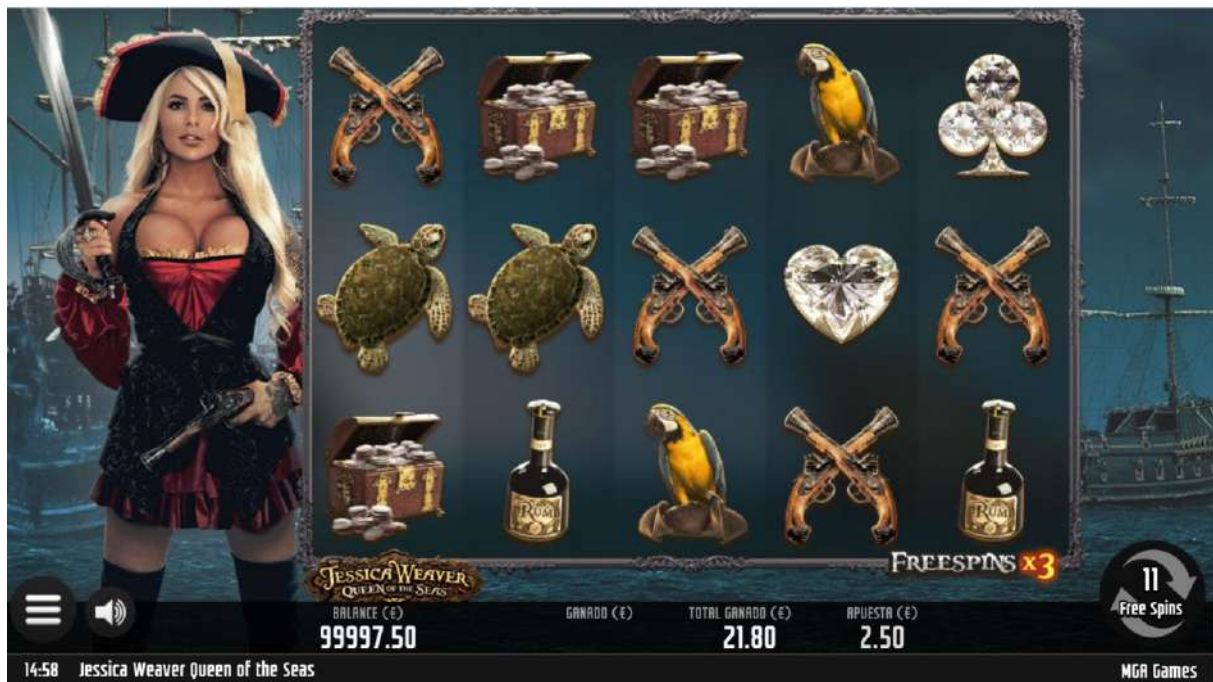 RUM
RUM
FREESPINS x3
JESSICA WEAVER
QUEEN OF THE SEAS
11
Free Spins
BALANCE (€)
GANADO (€)
TOTAL GANADO (€)
APUESTA (€)
99997.50
21.80
2.50
14:58 Jessica Weaver Queen of the Seas
MGA Games